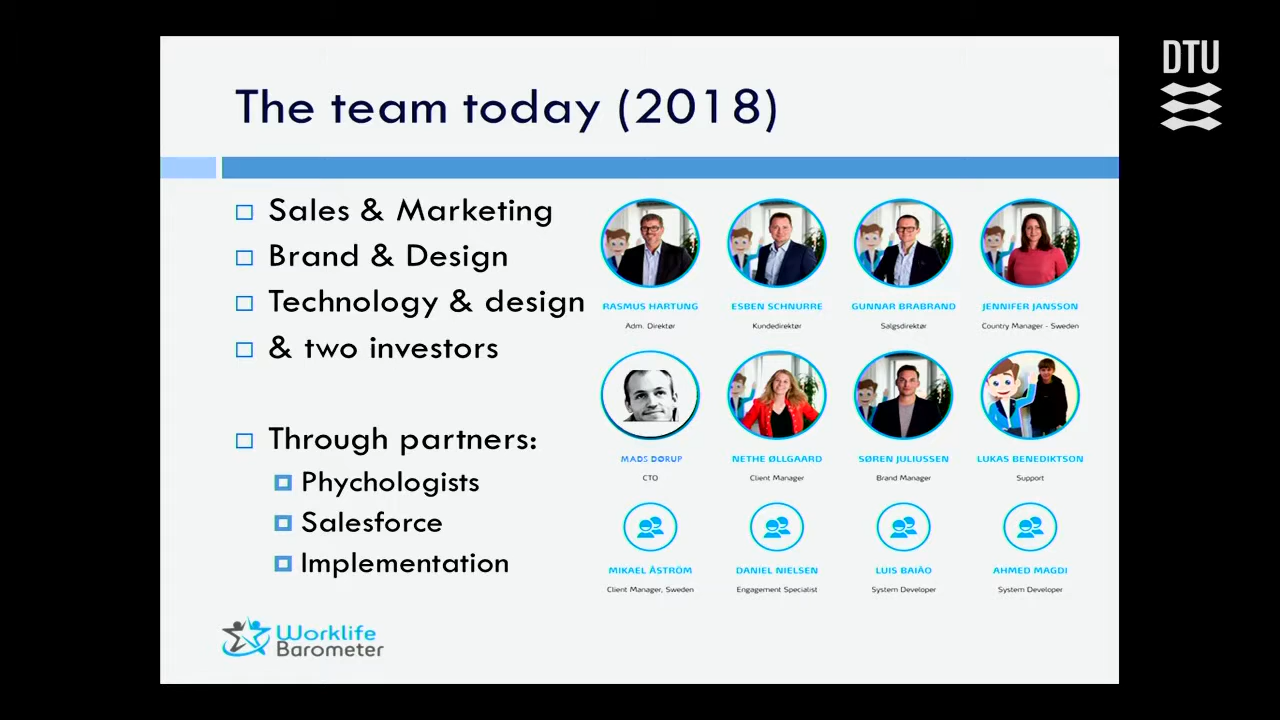 The team today (2018)
DTU
Sales & Marketing
Brand & Design
Technology & design
& two investors
Through partners:
Phychologists
Salesforce
Implementation
RASMUS HARTUNG
Adm. Direktør
ESBEN SCHNURRE
Kundedirektør
GUNNAR BRABRAND
Salgsdirektør
JENNIFER JANSSON
Country Manager - Sweden
MADS DØRUP
CTO
NETHE ØLLGAARD
Client Manager
SØREN JULIUSSEN
Brand Manager
LUKAS BENEDIKTSON
Support
MIKAEL ÅSTRÖM
Client Manager, Sweden
DANIEL NIELSEN
Engagement Specialist
LUIS BAIÃO
System Developer
AHMED MAGDI
System Developer
Worklife
Barometer